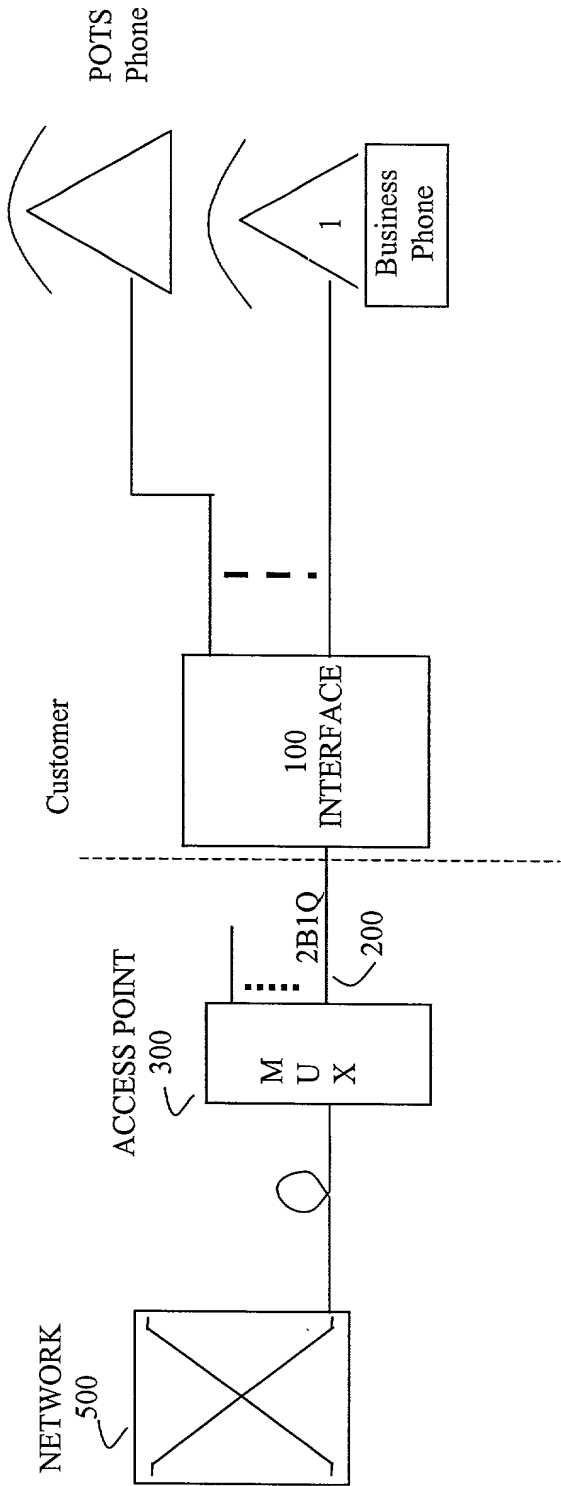 NETWORK
500
ACCESS POINT
300
M
U
X
2B1Q
200
Customer
100
INTERFACE
POTS
Phone
1
Business
Phone